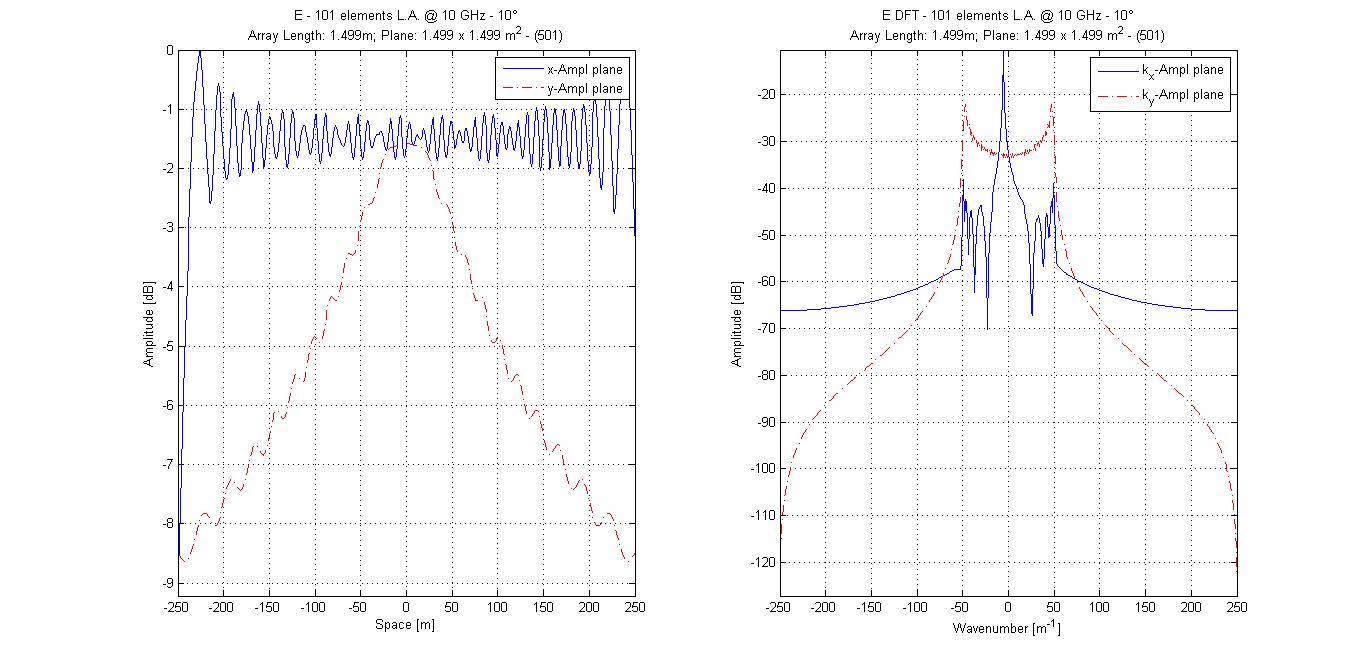 E - 101 elements L.A. @ 10 GHz - 10°
Array Length: 1.499m; Plane: 1.499 x 1.499 m² - (501)
x-Ampl plane
y-Ampl plane
0
-1
-2
-3
-4
-5
-6
-7
-8
-9
Amplitude [dB]
-250 -200 -150 -100 -50 0 50 100 150 200 250
Space [m]
E DFT - 101 elements L.A. @ 10 GHz - 10°
Array Length: 1.499m; Plane: 1.499 x 1.499 m² - (501)
kₓ-Ampl plane
k_y-Ampl plane
-20
-30
-40
-50
-60
-70
-80
-90
-100
-110
-120
Amplitude [dB]
-250 -200 -150 -100 -50 0 50 100 150 200 250
Wavenumber [m⁻¹]